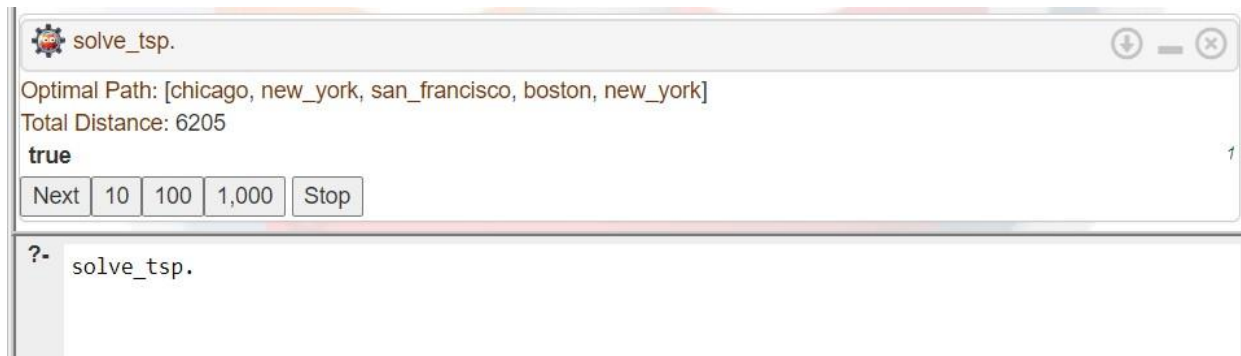 solve_tsp.
Optimal Path: [chicago, new_york, san_francisco, boston, new_york]
Total Distance: 6205
true 1
Next 10 100 1,000 Stop
?- solve_tsp.